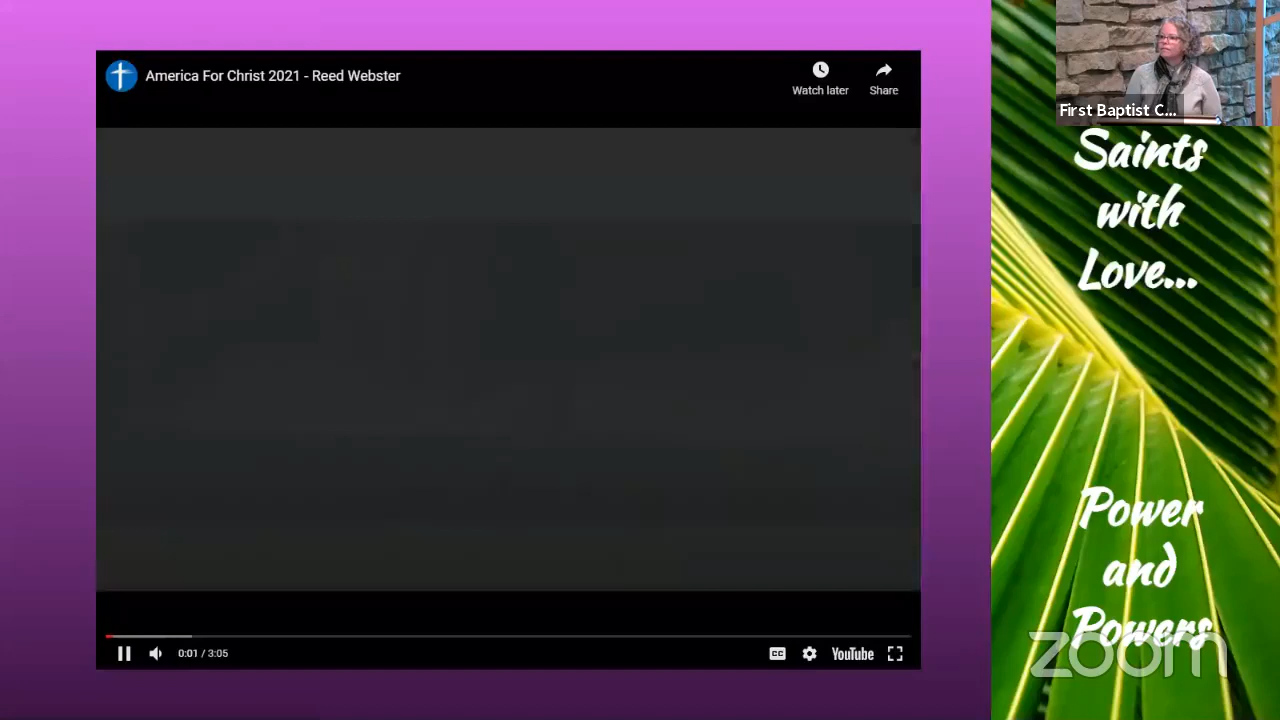 America For Christ 2021 - Reed Webster
Watch later
Share
First Baptist C...
Saints
with
Love...
Power
and
Powers
zoom
0:01 / 3:05
CC
YouTube